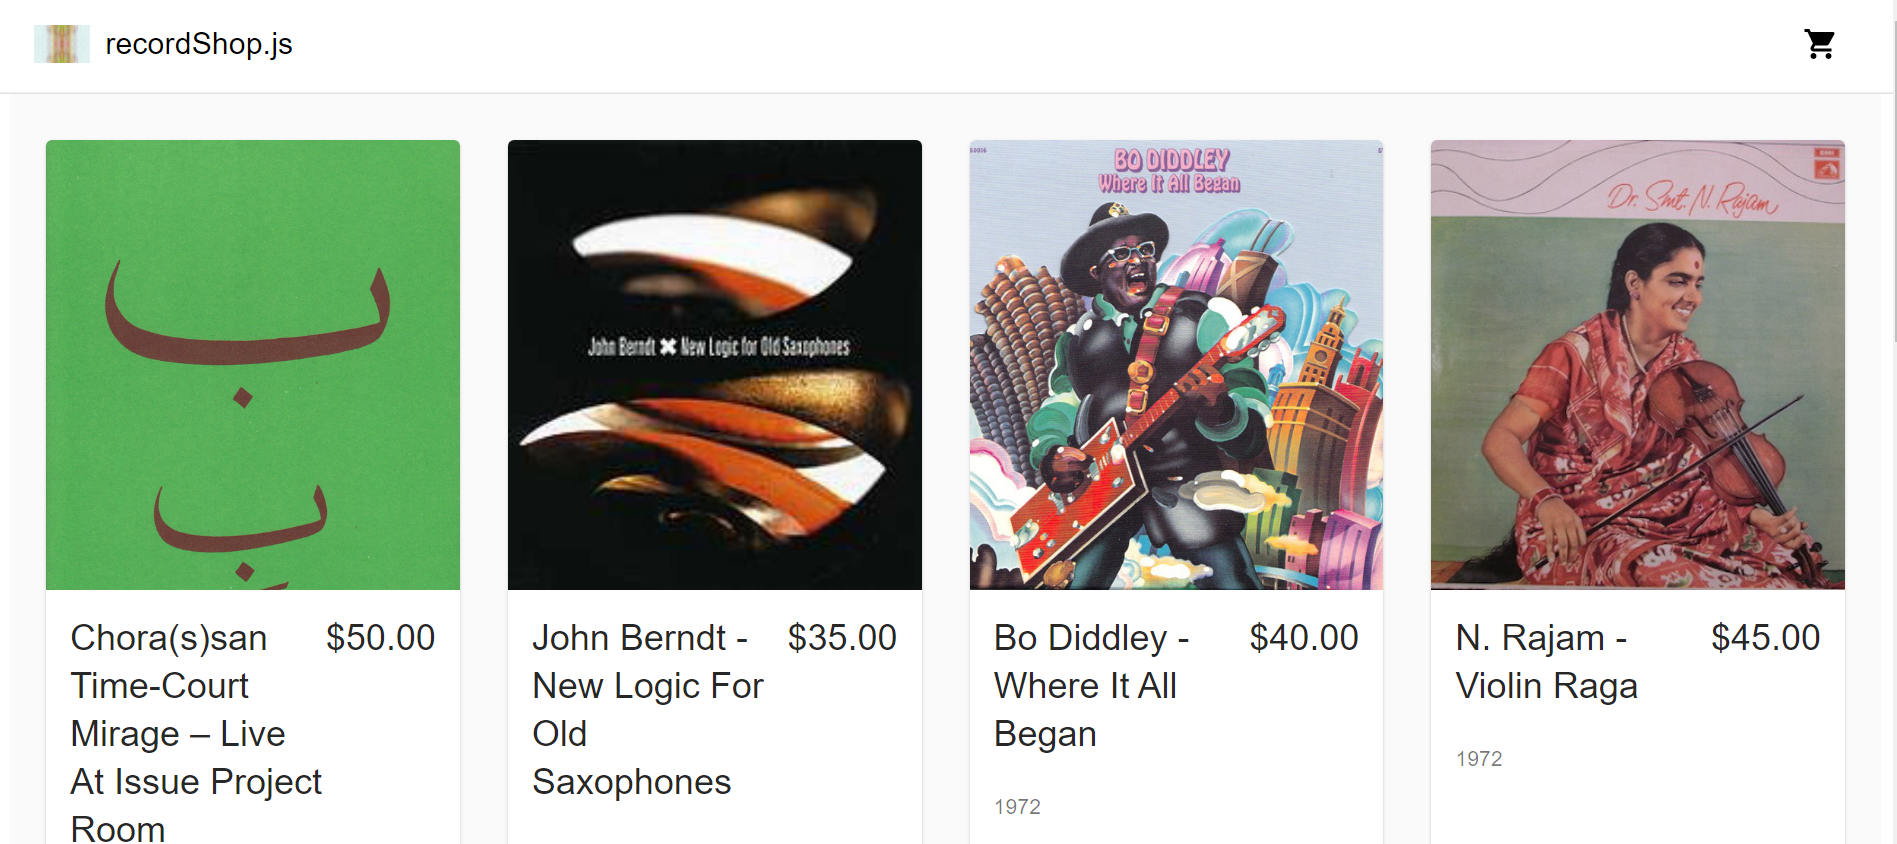 recordShop.js
ب
بِ
John Berndt ✖ New Logic for Old Saxophones
BO DIDDLEY
Where It All Began
EMI
Dr. Smt. N. Rajam
Chora(s)san
Time-Court
Mirage – Live
At Issue Project
Room
$50.00
John Berndt -
New Logic For
Old
Saxophones
$35.00
Bo Diddley -
Where It All
Began
$40.00
1972
N. Rajam -
Violin Raga
$45.00
1972